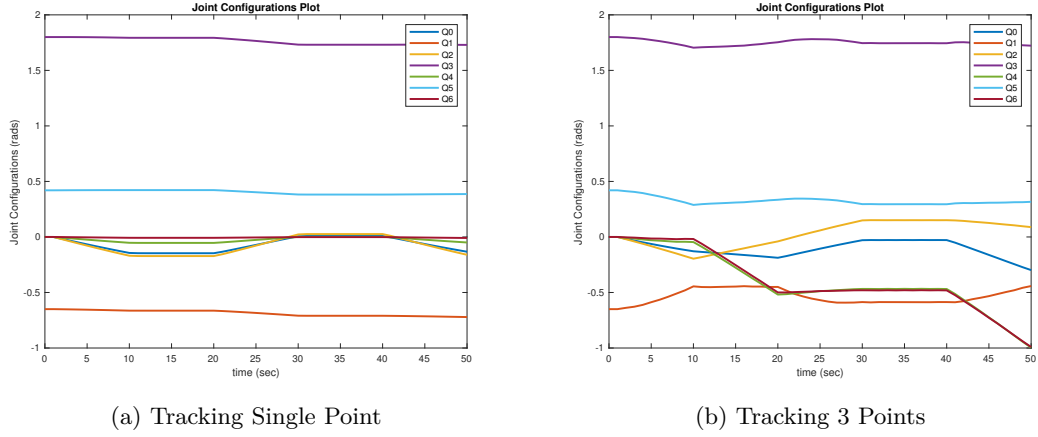 Joint Configurations Plot
2
1.5
1
0.5
0
-0.5
-1
Joint Configurations (rads)
0 5 10 15 20 25 30 35 40 45 50
time (sec)
Q0
Q1
Q2
Q3
Q4
Q5
Q6
(a) Tracking Single Point
Joint Configurations Plot
2
1.5
1
0.5
0
-0.5
-1
Joint Configurations (rads)
0 5 10 15 20 25 30 35 40 45 50
time (sec)
Q0
Q1
Q2
Q3
Q4
Q5
Q6
(b) Tracking 3 Points